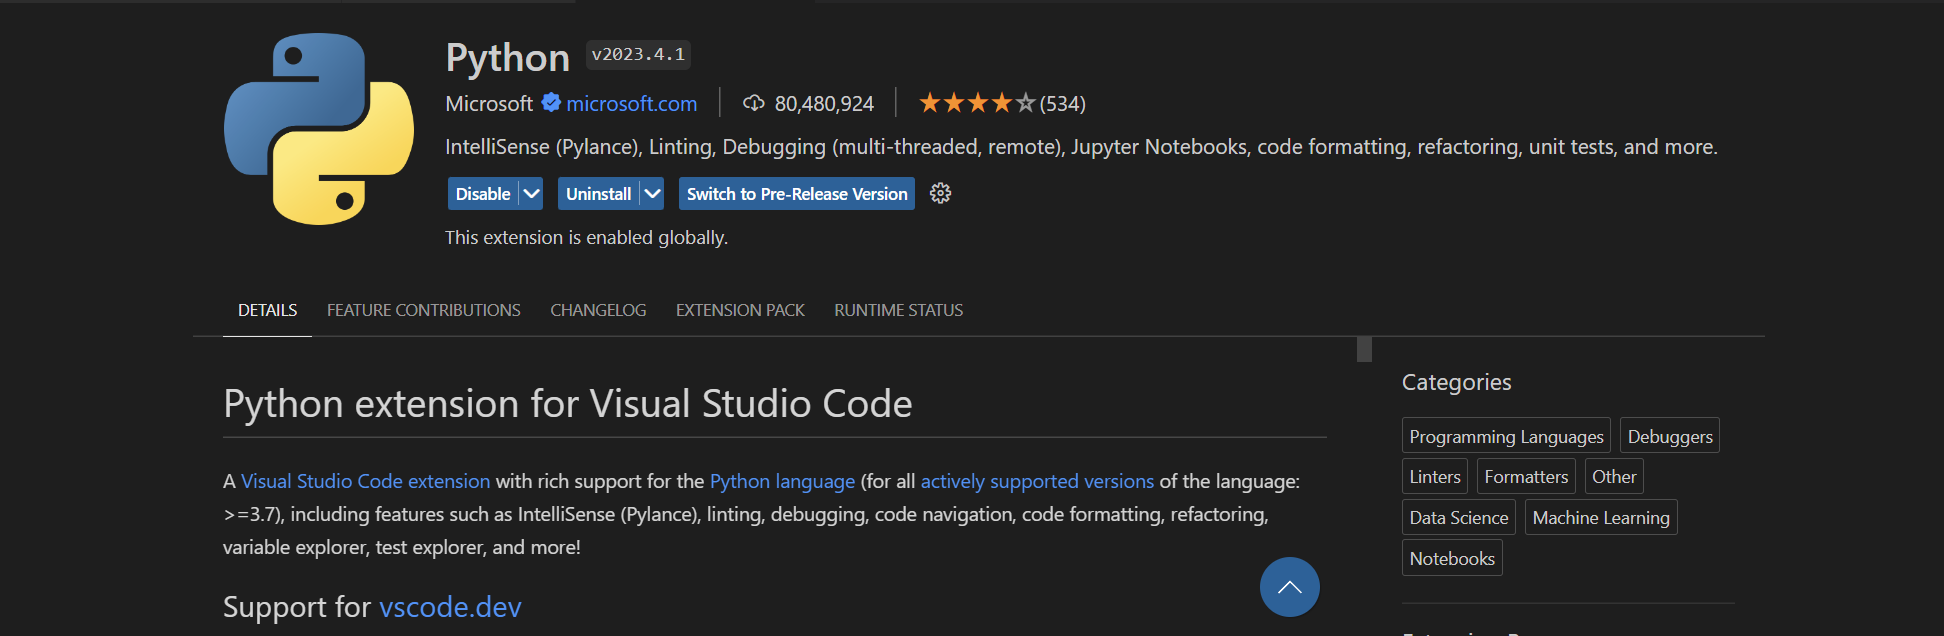 Python v2023.4.1
Microsoft microsoft.com 80,480,924 (534)
IntelliSense (Pylance), Linting, Debugging (multi-threaded, remote), Jupyter Notebooks, code formatting, refactoring, unit tests, and more.
Disable Uninstall Switch to Pre-Release Version
This extension is enabled globally.
DETAILS FEATURE CONTRIBUTIONS CHANGELOG EXTENSION PACK RUNTIME STATUS
Python extension for Visual Studio Code
A Visual Studio Code extension with rich support for the Python language (for all actively supported versions of the language:
>=3.7), including features such as IntelliSense (Pylance), linting, debugging, code navigation, code formatting, refactoring,
variable explorer, test explorer, and more!
Support for vscode.dev
Categories
Programming Languages Debuggers
Linters Formatters Other
Data Science Machine Learning
Notebooks